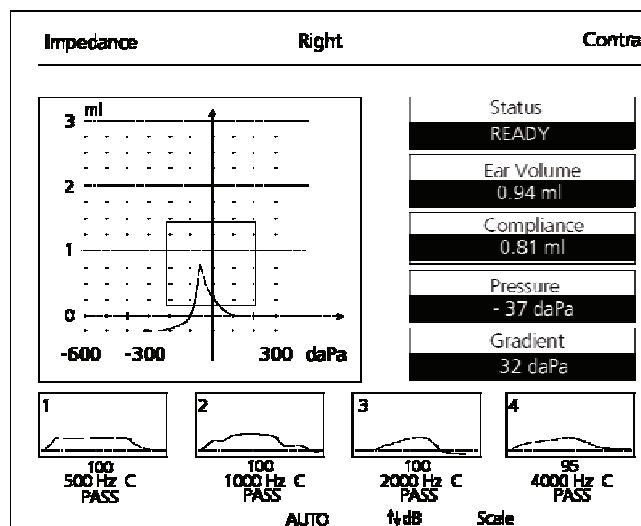 Impedance Right Contra
ml
3
2
1
0
-600 -300 300 daPa
Status
READY
Ear Volume
0.94 ml
Compliance
0.81 ml
Pressure
- 37 daPa
Gradient
32 daPa
1 2 3 4
100 100 100 95
500 Hz C 1000 Hz C 2000 Hz C 4000 Hz C
PASS PASS PASS PASS
AUTO ↑↓dB Scale